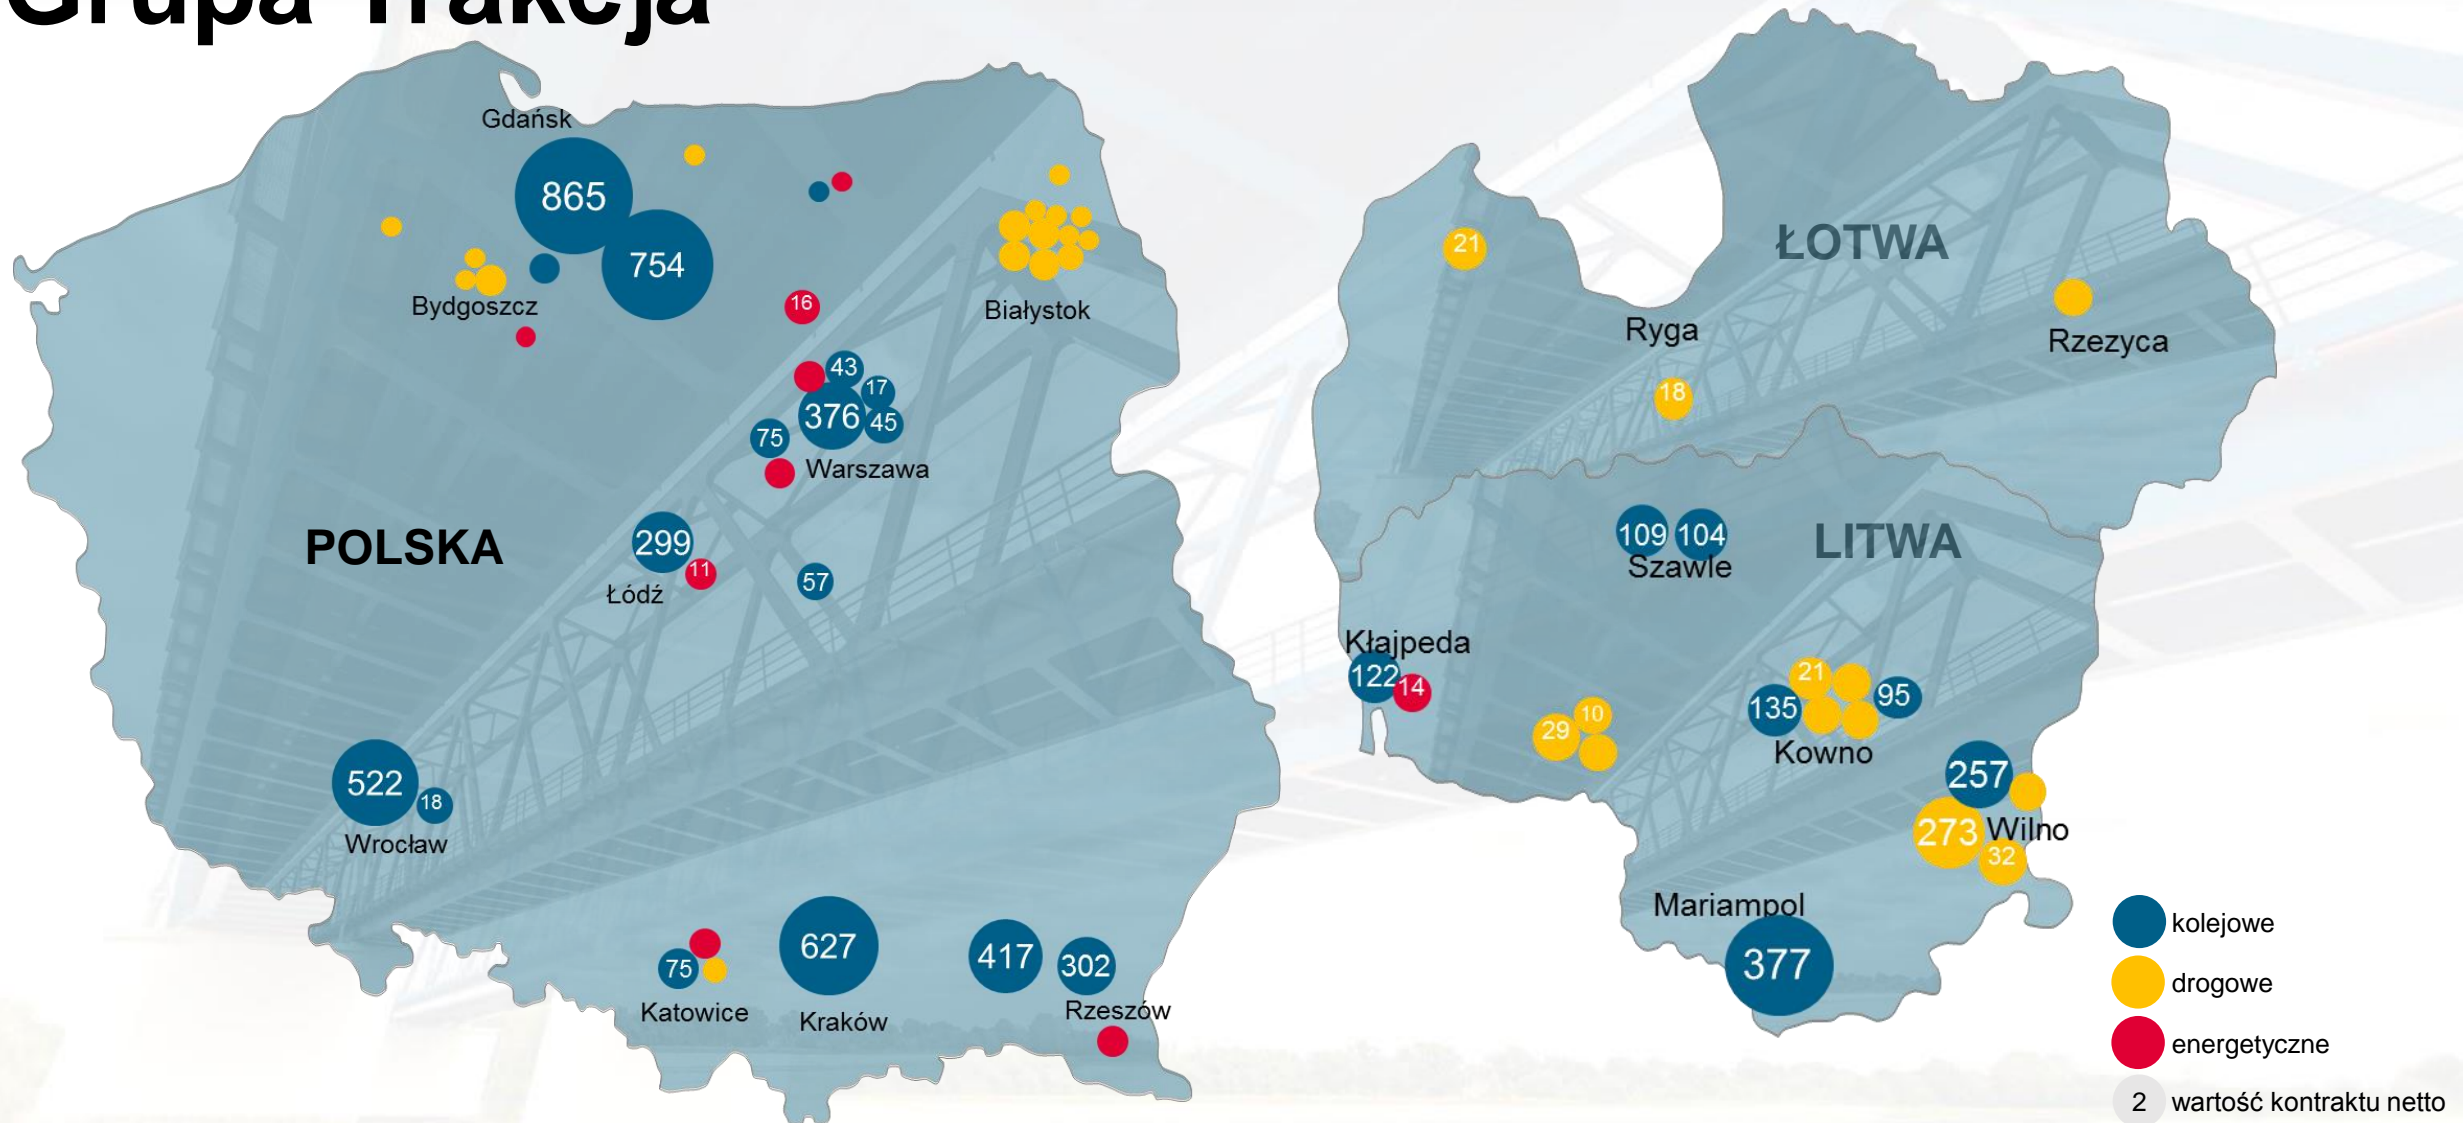 Grupa Trakcja
Gdańsk
865
754
Bydgoszcz
16
Białystok
43
17
376
45
75
Warszawa
POLSKA
299
11
Łódź
57
522
18
Wrocław
75
627
417
302
Katowice
Kraków
Rzeszów
21
ŁOTWA
Ryga
Rzezyca
18
109
104
LITWA
Szawle
Kłajpeda
122
14
21
135
95
10
29
Kowno
257
273
Wilno
32
Mariampol
377
kolejowe
drogowe
energetyczne
2 wartość kontraktu netto